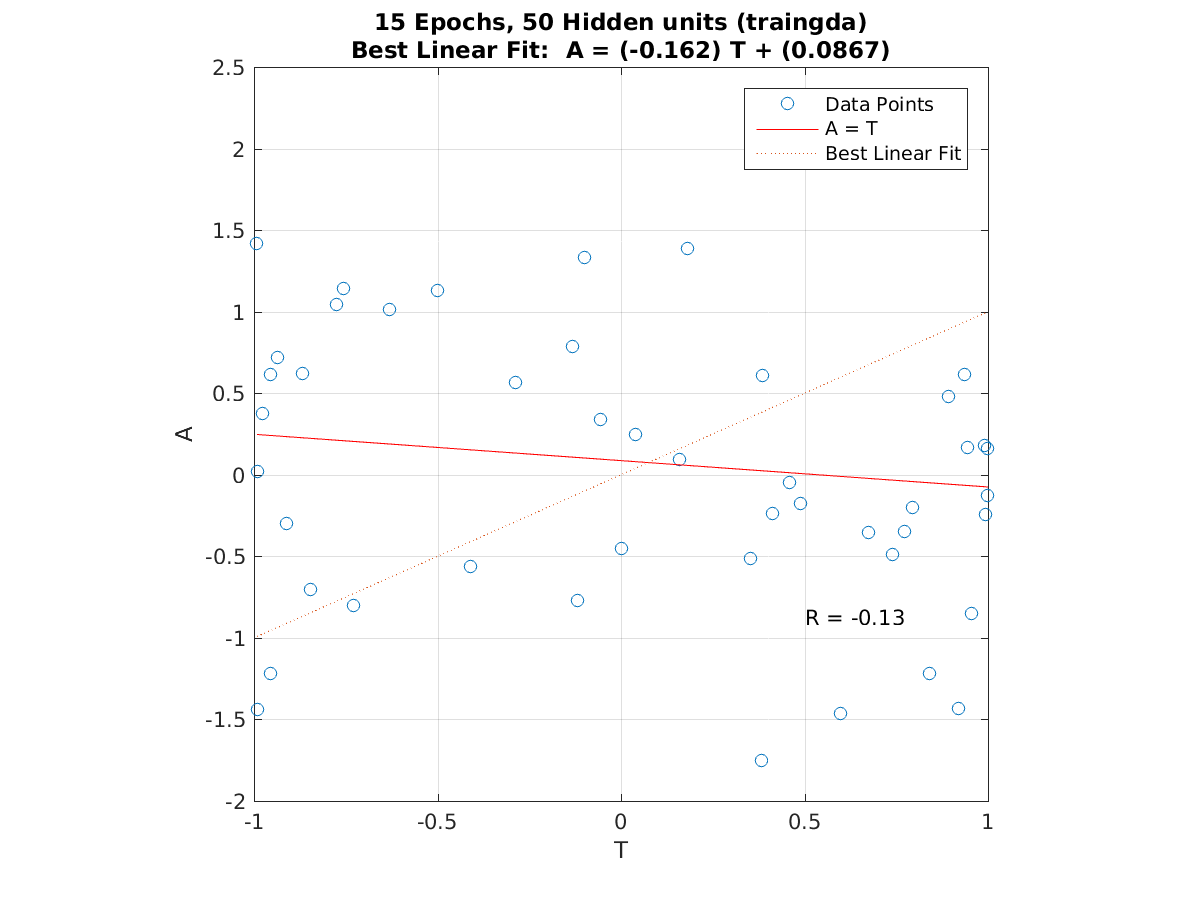 15 Epochs, 50 Hidden units (traingda)
Best Linear Fit:  A = (-0.162) T + (0.0867)
2.5
2
1.5
1
0.5
0
-0.5
-1
-1.5
-2
A
Data Points
A = T
Best Linear Fit
R = -0.13
-1
-0.5
0
0.5
1
T